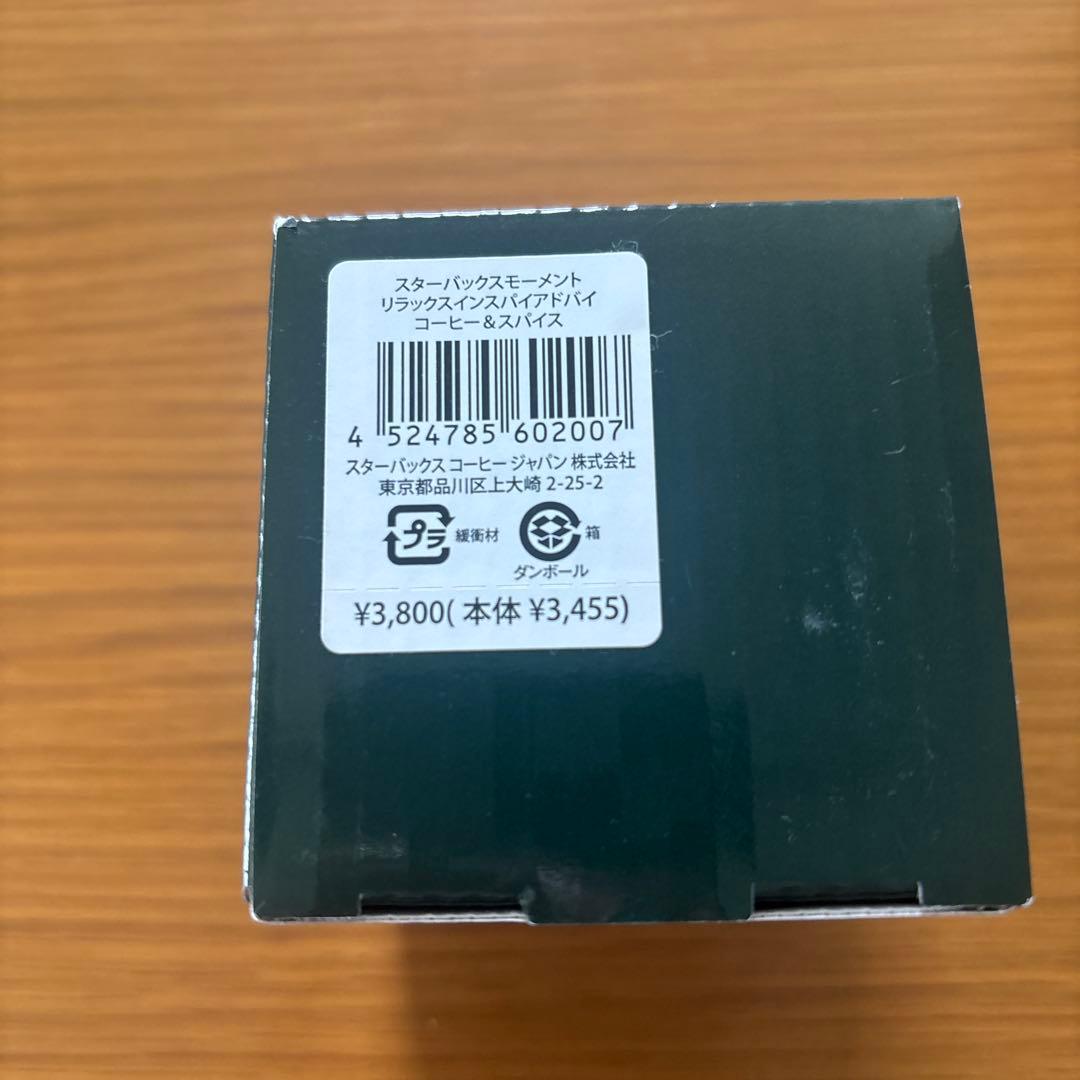 スターバックスモーメント
リラックスインスパイアドバイ
コーヒー&スパイス
4 524785 602007
スターバックス コーヒー ジャパン 株式会社
東京都品川区上大崎 2-25-2
プラ 緩衝材 箱
ダンボール
¥3,800( 本体 ¥3,455)